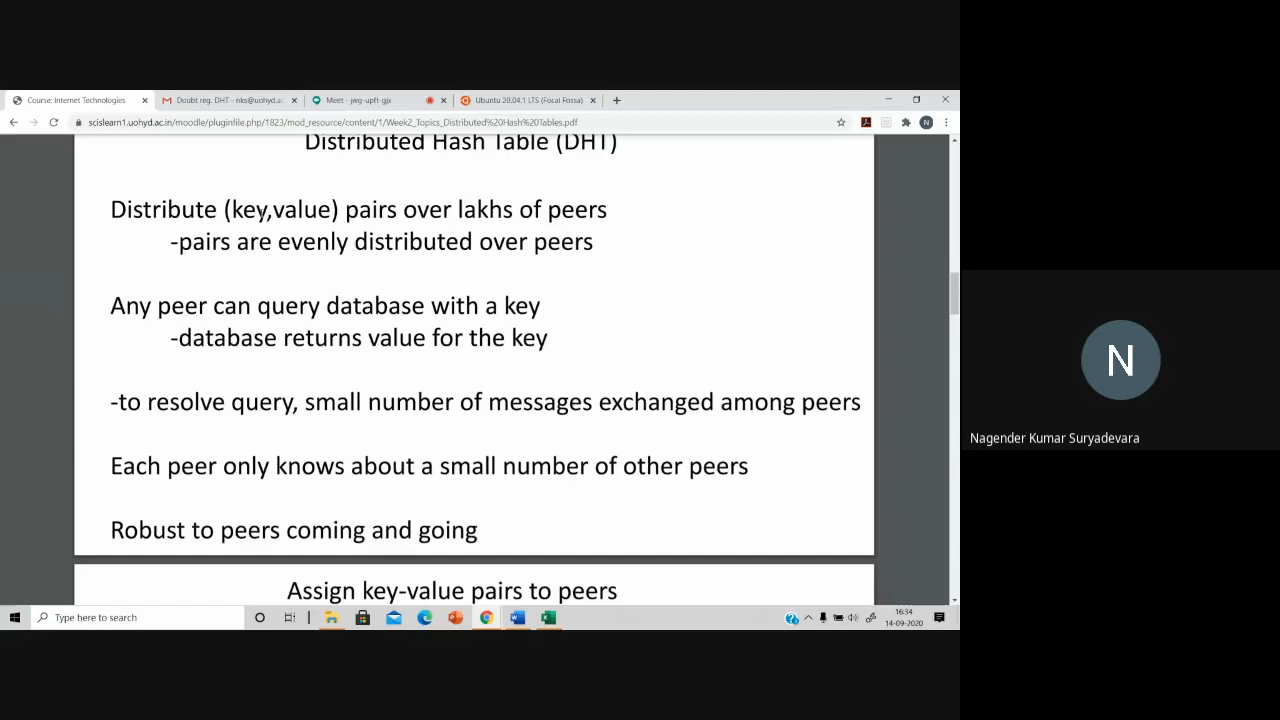 Course: Internet Technologies
Doubt reg. DHT - nks@uohyd.ac
Meet - jwg-upft-gjx
Ubuntu 20.04.1 LTS (Focal Fossa)
scislearn1.uohyd.ac.in/moodle/pluginfile.php/1823/mod_resource/content/1/Week2_Topics_Distributed%20Hash%20Tables.pdf
N
Distributed Hash Table (DHT)
Distribute (key,value) pairs over lakhs of peers
-pairs are evenly distributed over peers
Any peer can query database with a key
-database returns value for the key
-to resolve query, small number of messages exchanged among peers
Each peer only knows about a small number of other peers
Robust to peers coming and going
Assign key-value pairs to peers
N
Nagender Kumar Suryadevara
Type here to search
16:34
14-09-2020